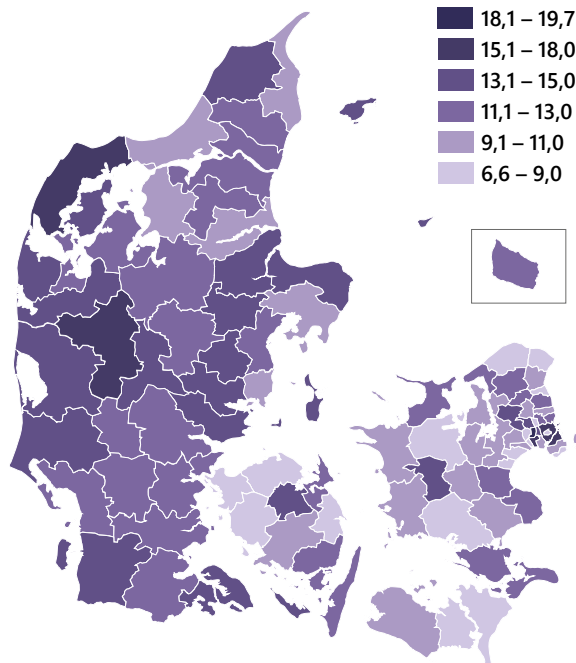 18,1 – 19,7
15,1 – 18,0
13,1 – 15,0
11,1 – 13,0
9,1 – 11,0
6,6 – 9,0